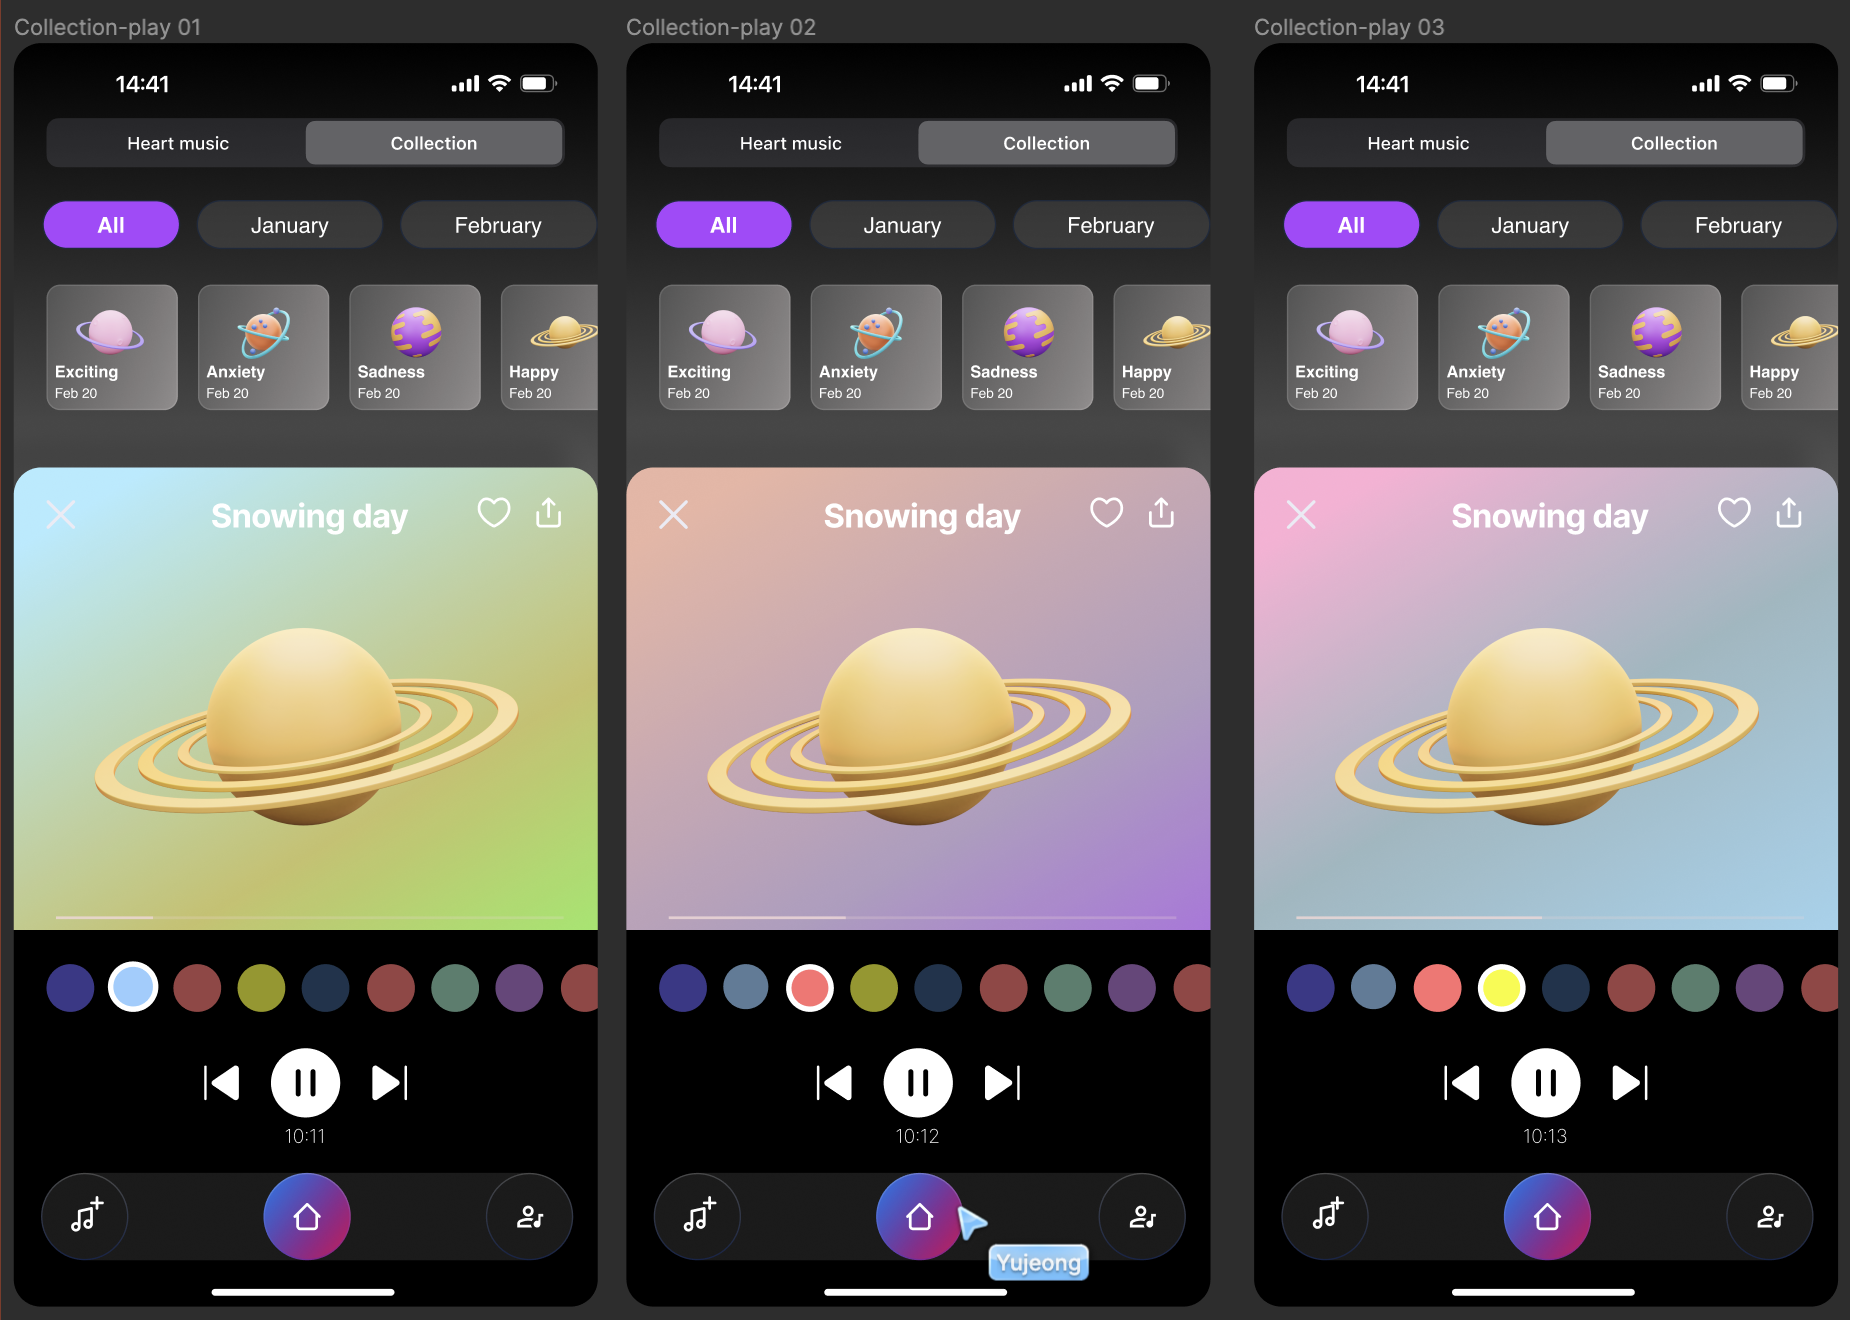 Collection-play 01
14:41
Heart music
Collection
All
January
February
Exciting
Feb 20
Anxiety
Feb 20
Sadness
Feb 20
Happy
Feb 20
Snowing day
10:11
Collection-play 02
14:41
Heart music
Collection
All
January
February
Exciting
Feb 20
Anxiety
Feb 20
Sadness
Feb 20
Happy
Feb 20
Snowing day
10:12
Yujeong
Collection-play 03
14:41
Heart music
Collection
All
January
February
Exciting
Feb 20
Anxiety
Feb 20
Sadness
Feb 20
Happy
Feb 20
Snowing day
10:13